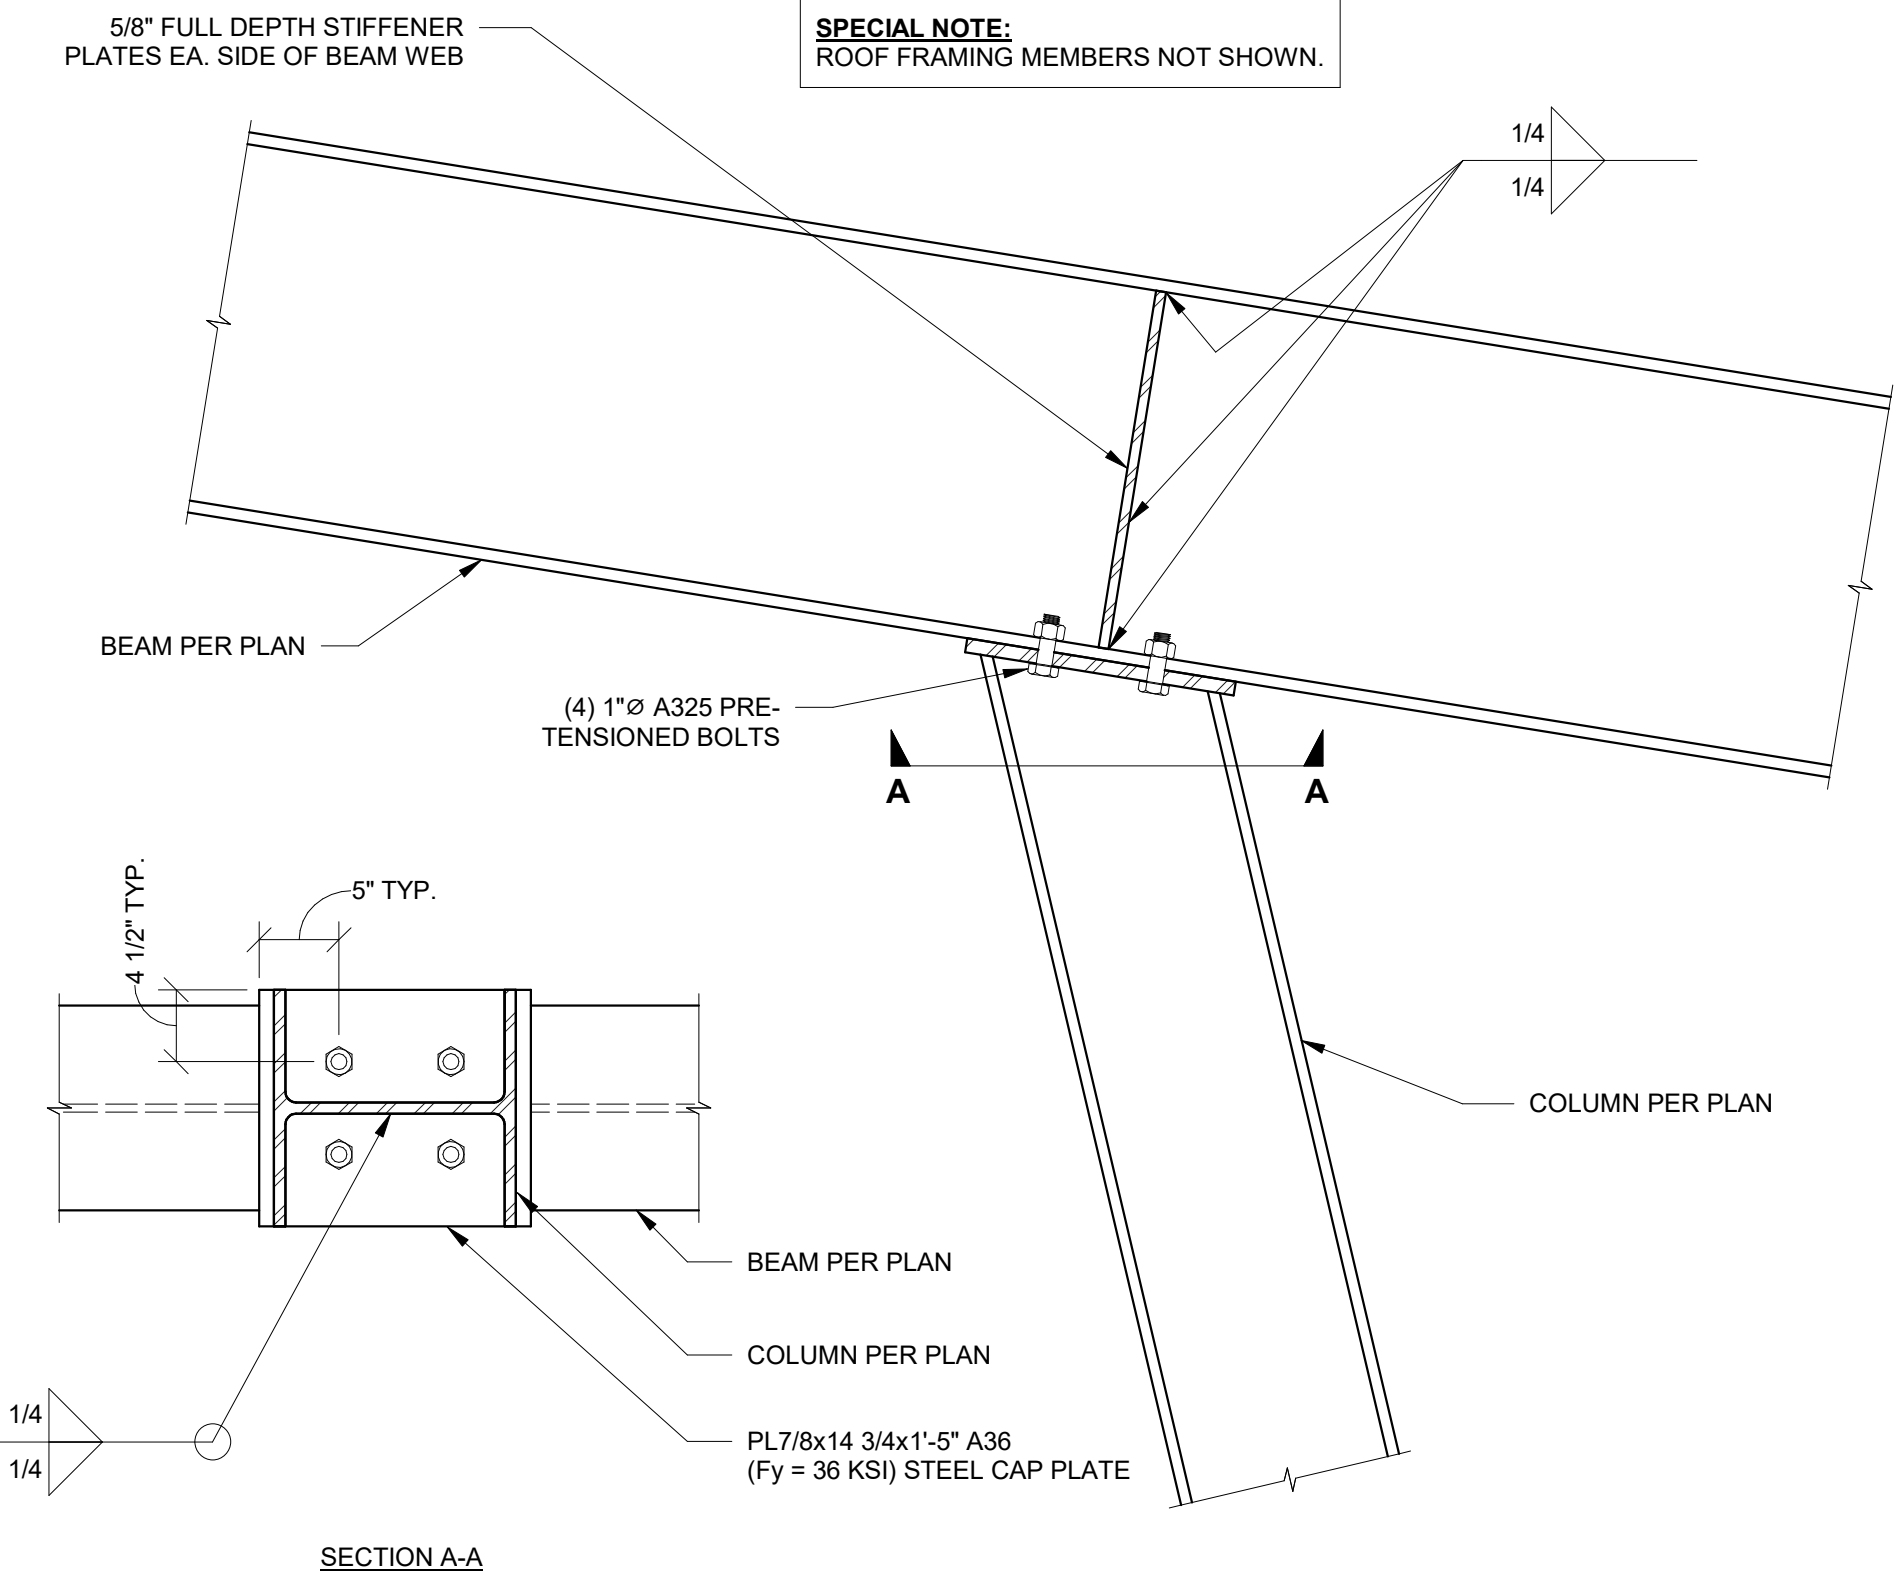 5/8" FULL DEPTH STIFFENER
PLATES EA. SIDE OF BEAM WEB
SPECIAL NOTE:
ROOF FRAMING MEMBERS NOT SHOWN.
1/4
1/4
BEAM PER PLAN
(4) 1"Ø A325 PRE-
TENSIONED BOLTS
A
A
4 1/2" TYP.
5" TYP.
COLUMN PER PLAN
BEAM PER PLAN
COLUMN PER PLAN
PL7/8x14 3/4x1'-5" A36
(Fy = 36 KSI) STEEL CAP PLATE
1/4
1/4
SECTION A-A